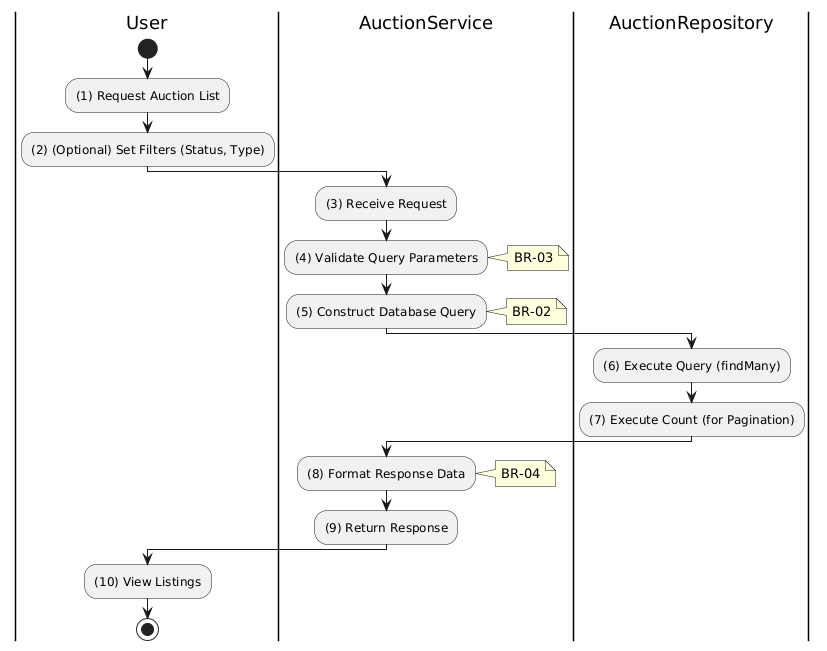 User
AuctionService
AuctionRepository
(1) Request Auction List
(2) (Optional) Set Filters (Status, Type)
(3) Receive Request
(4) Validate Query Parameters
BR-03
(5) Construct Database Query
BR-02
(6) Execute Query (findMany)
(7) Execute Count (for Pagination)
(8) Format Response Data
BR-04
(9) Return Response
(10) View Listings